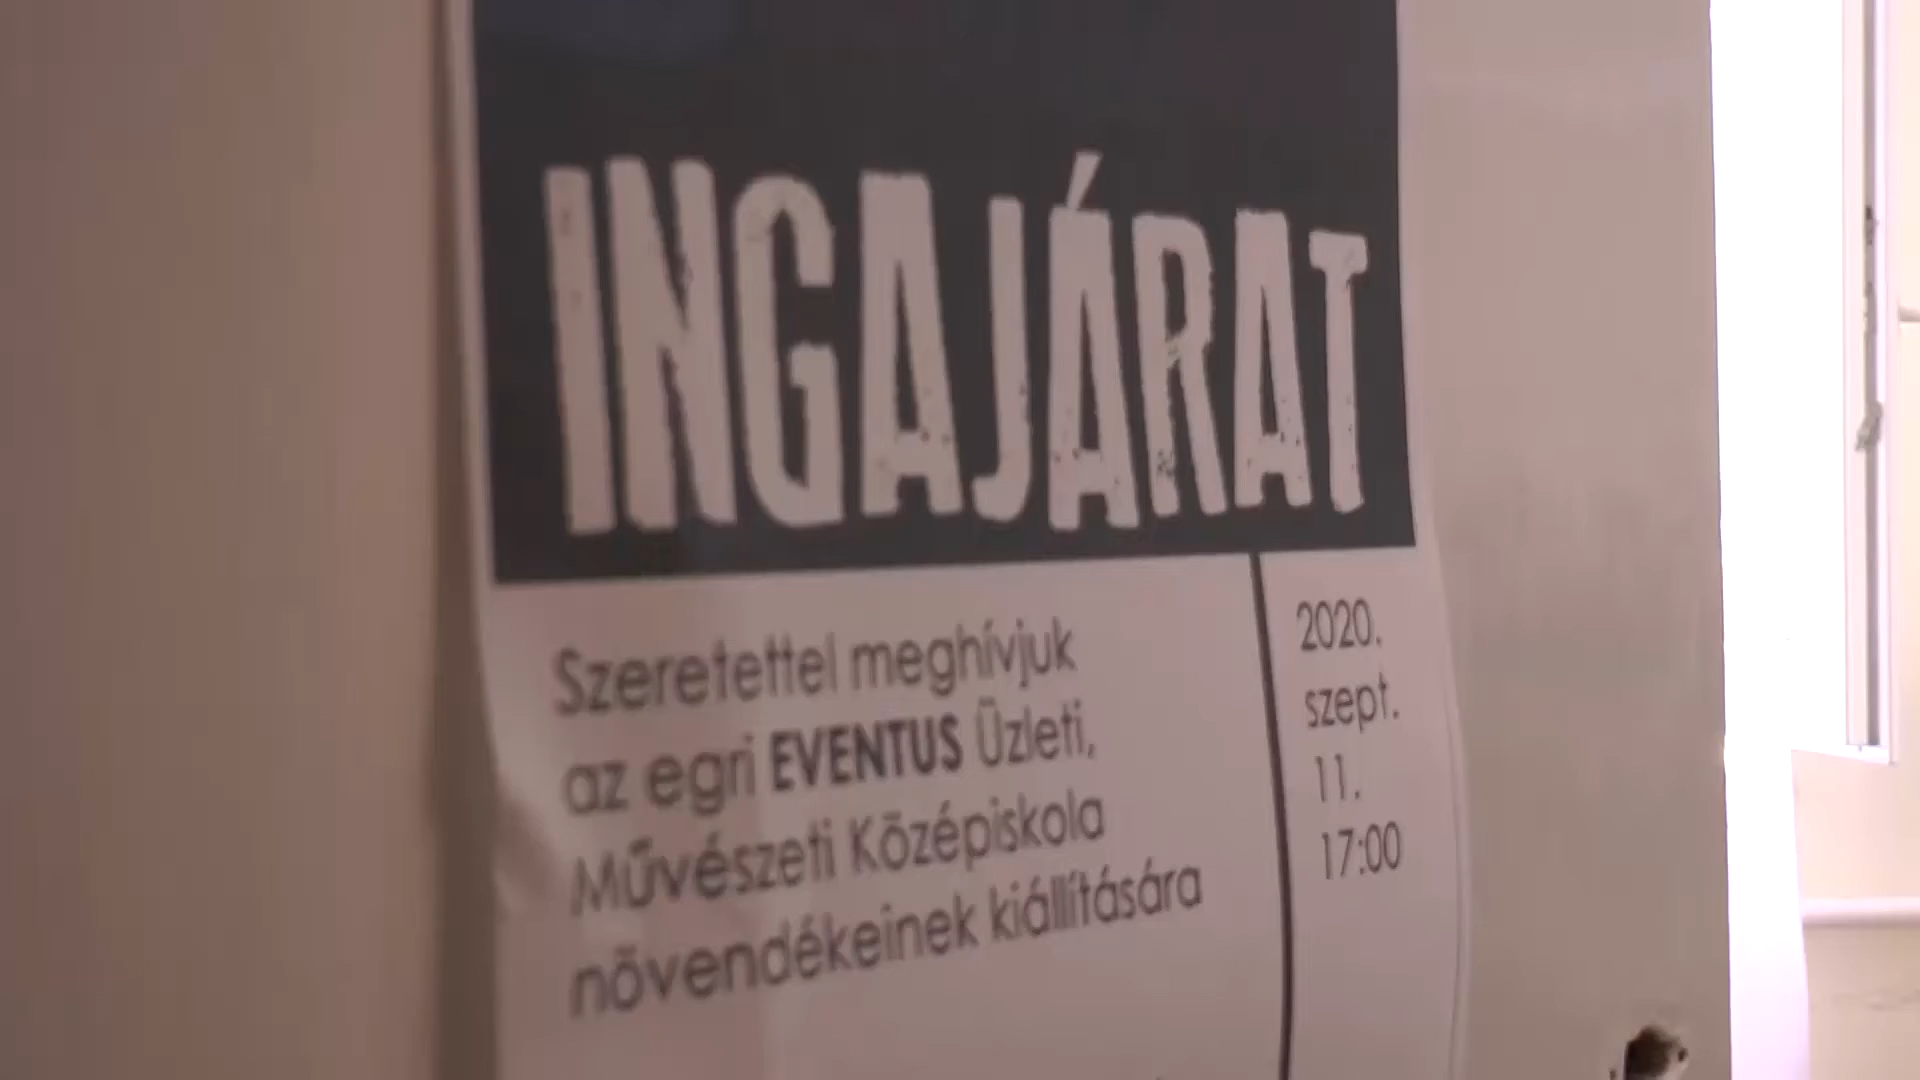 INGAJÁRAT
Szeretettel meghívjuk
az egri EVENTUS Üzleti,
Művészeti Középiskola
növendékeinek kiállítására
2020.
szept.
11.
17:00